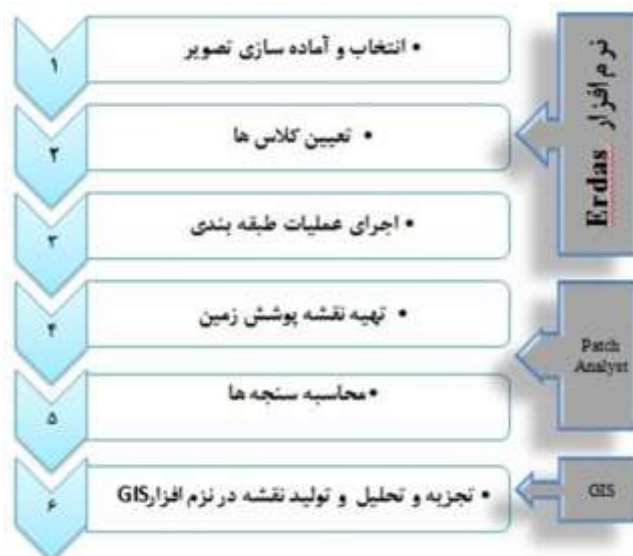 ۱
• انتخاب و آماده سازی تصویر
۲
• تعیین کلاس ها
۳
• اجرای عملیات طبقه بندی
۴
• تهیه نقشه پوشش زمین
۵
• محاسبه سنجه ها
۶
• تجزیه و تحلیل و تولید نقشه در نرم افزارGIS
نرم افزار Erdas
Patch
Analyst
GIS